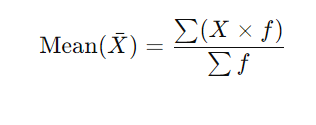 Mean(X̄) = ∑(X × f) / ∑ f